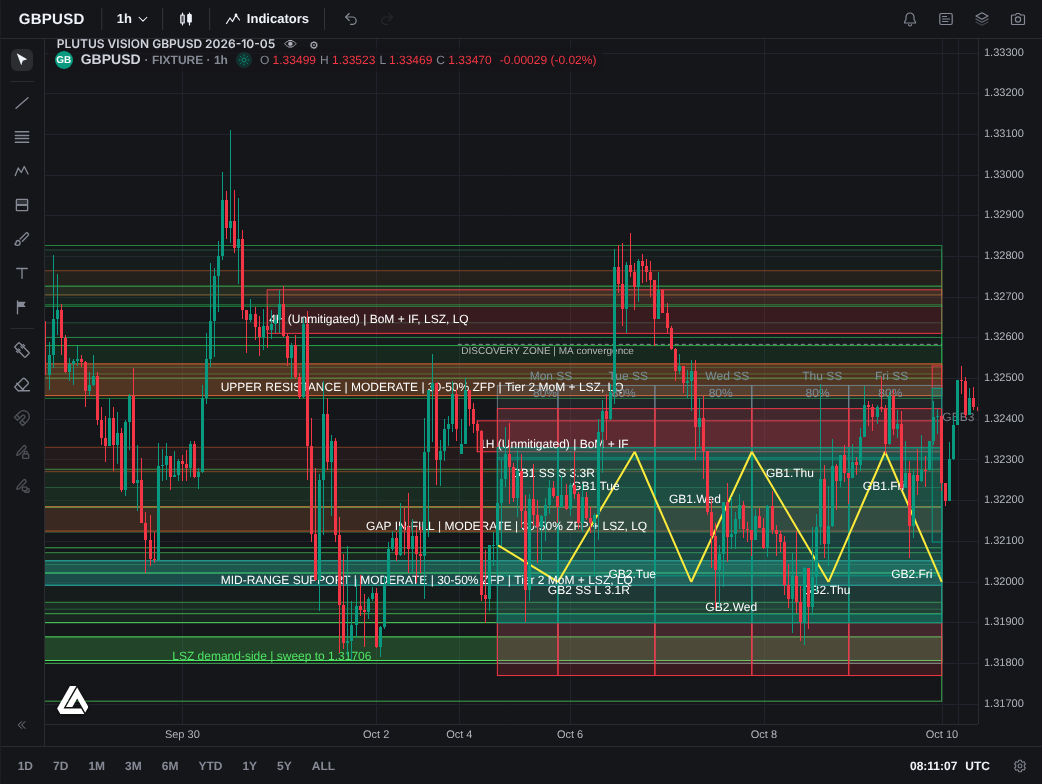 GBPUSD 1h Indicators
PLUTUS VISION GBPUSD 2026-10-05
GB GBPUSD · FIXTURE · 1h O 1.33499 H 1.33523 L 1.33469 C 1.33470 -0.00029 (-0.02%)
1.33300
1.33200
1.33100
1.33000
1.32900
1.32800
1.32700
1.32600
1.32500
1.32400
1.32300
1.32200
1.32100
1.32000
1.31900
1.31800
1.31700
4H (Unmitigated) | BoM + IF, LSZ, LQ
DISCOVERY ZONE | MA convergence
Mon SS Tue SS Wed SS Thu SS Fri SS
80% 80% 80% 80% 80%
UPPER RESISTANCE | MODERATE | 30-50% ZFP | Tier 2 MoM + LSZ, LQ
GBB3
1H (Unmitigated) | BoM + IF
GB1 SS S 3.3R
GB1.Thu
GB1.Tue
GB1.Fri
GB1.Wed
GAP IN-FILL | MODERATE | 30-50% ZFP + LSZ, LQ
GB2.Tue
GB2.Fri
MID-RANGE SUPPORT | MODERATE | 30-50% ZFP | Tier 2 MoM + LSZ, LQ
GB2 SS L 3.1R
GB2.Thu
GB2.Wed
LSZ demand-side | sweep to 1.31706
Sep 30 Oct 2 Oct 4 Oct 6 Oct 8 Oct 10
1D 7D 1M 3M 6M YTD 1Y 5Y ALL 08:11:07 UTC